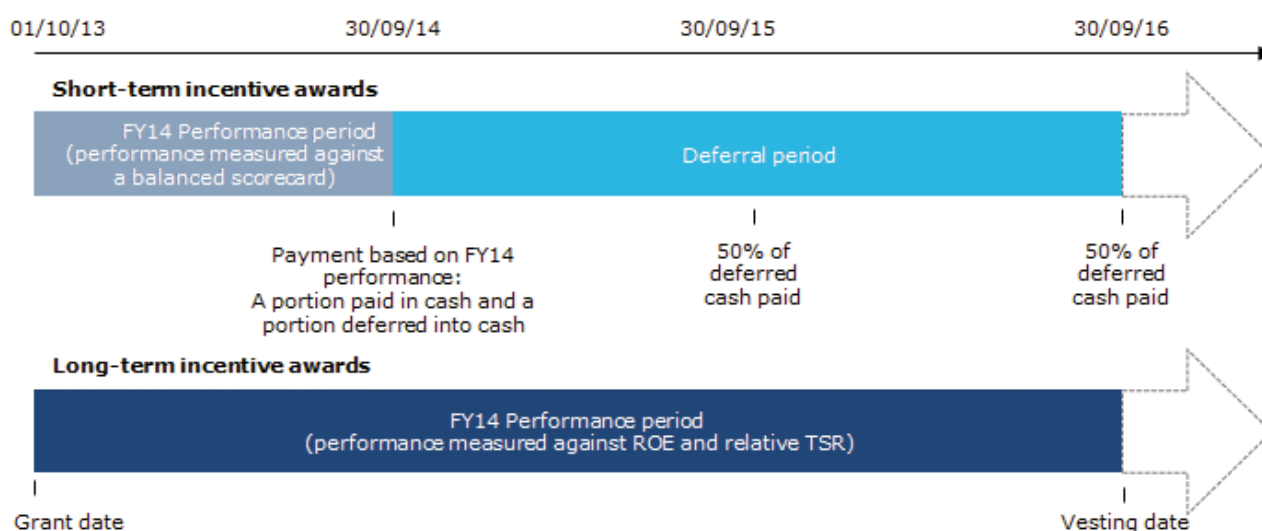 01/10/13 30/09/14 30/09/15 30/09/16
Short-term incentive awards
FY14 Performance period
(performance measured against
a balanced scorecard)
Deferral period
Payment based on FY14
performance:
A portion paid in cash and a
portion deferred into cash
50% of
deferred
cash paid
50% of
deferred
cash paid
Long-term incentive awards
FY14 Performance period
(performance measured against ROE and relative TSR)
Grant date
Vesting date